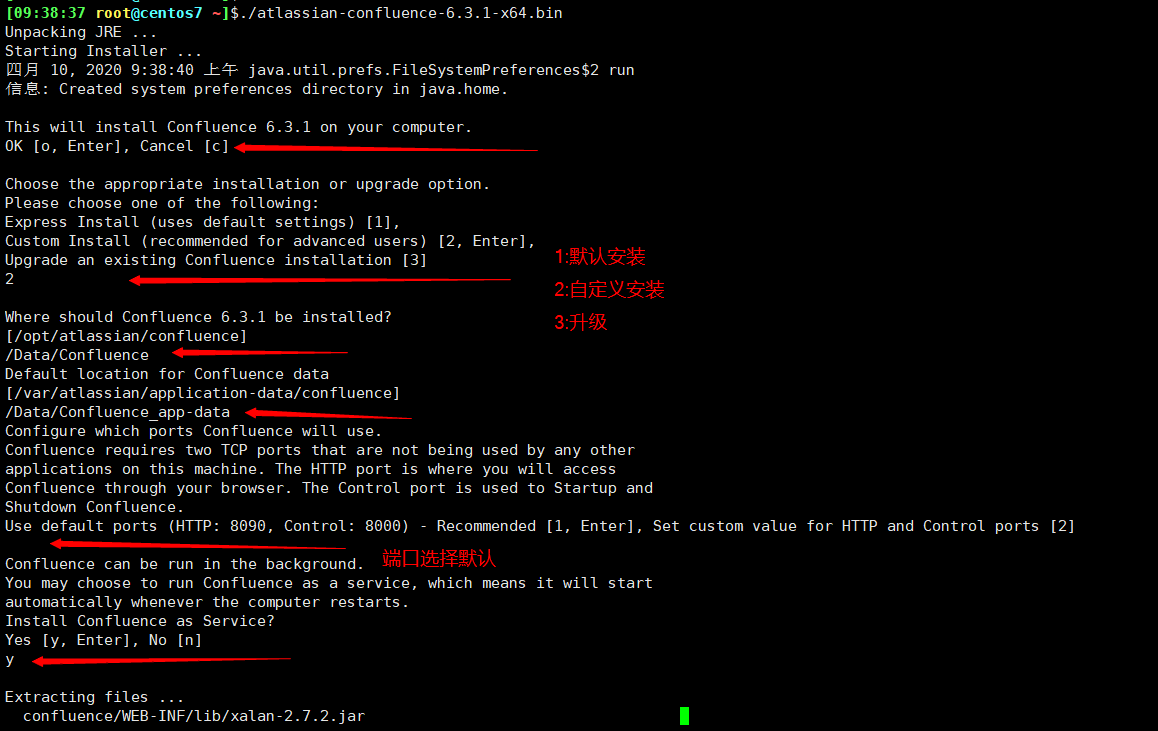 [09:38:37 root@centos7 ~]$./atlassian-confluence-6.3.1-x64.bin
Unpacking JRE ...
Starting Installer ...
四月 10, 2020 9:38:40 上午 java.util.prefs.FileSystemPreferences$2 run
信息: Created system preferences directory in java.home.
This will install Confluence 6.3.1 on your computer.
OK [o, Enter], Cancel [c]
Choose the appropriate installation or upgrade option.
Please choose one of the following:
Express Install (uses default settings) [1],
Custom Install (recommended for advanced users) [2, Enter],
Upgrade an existing Confluence installation [3]
2
1:默认安装
2:自定义安装
3:升级
Where should Confluence 6.3.1 be installed?
[/opt/atlassian/confluence]
/Data/Confluence
Default location for Confluence data
[/var/atlassian/application-data/confluence]
/Data/Confluence_app-data
Configure which ports Confluence will use.
Confluence requires two TCP ports that are not being used by any other
applications on this machine. The HTTP port is where you will access
Confluence through your browser. The Control port is used to Startup and
Shutdown Confluence.
Use default ports (HTTP: 8090, Control: 8000) - Recommended [1, Enter], Set custom value for HTTP and Control ports [2]
端口选择默认
Confluence can be run in the background.
You may choose to run Confluence as a service, which means it will start
automatically whenever the computer restarts.
Install Confluence as Service?
Yes [y, Enter], No [n]
y
Extracting files ...
confluence/WEB-INF/lib/xalan-2.7.2.jar